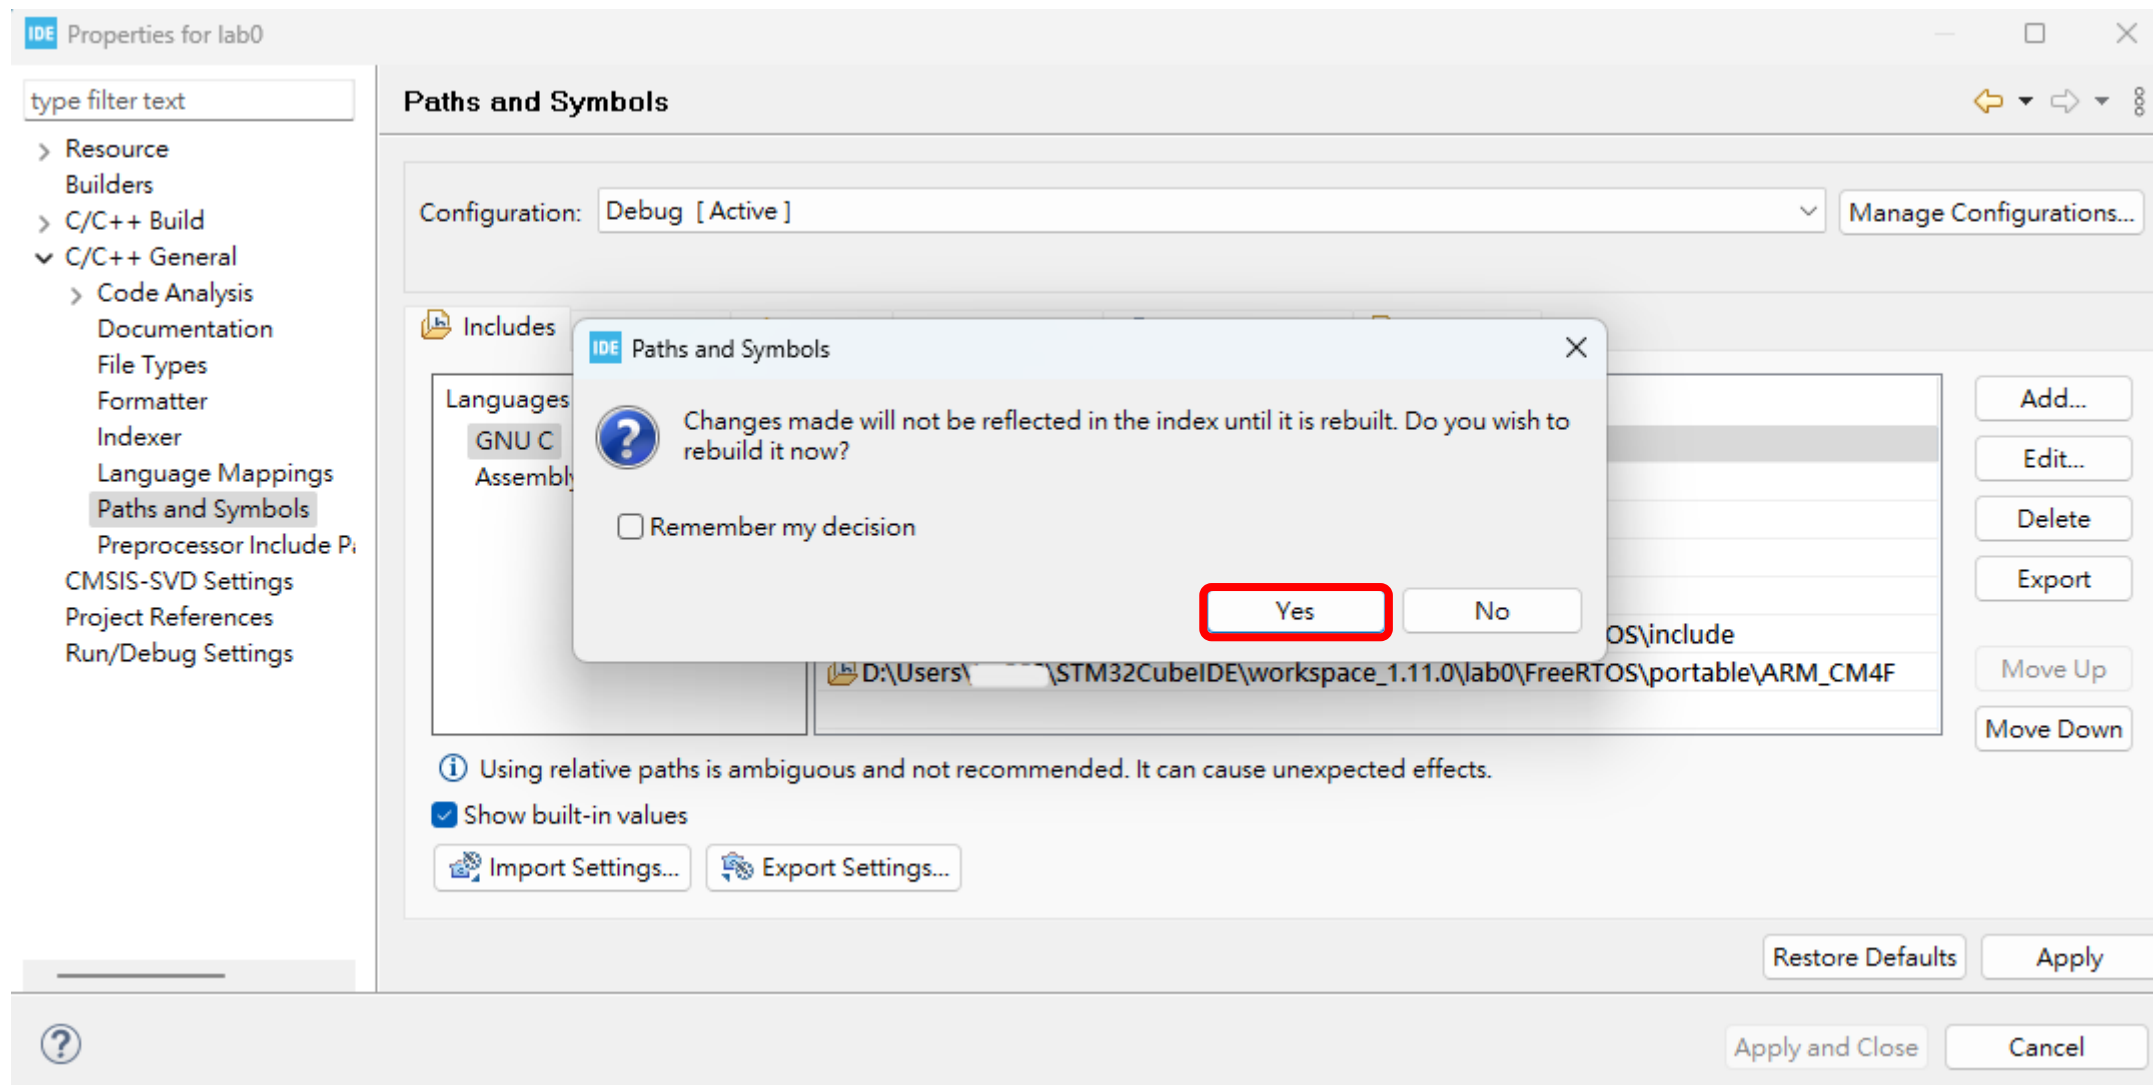 IDE Properties for lab0
type filter text
Resource
Builders
C/C++ Build
C/C++ General
Code Analysis
Documentation
File Types
Formatter
Indexer
Language Mappings
Paths and Symbols
Preprocessor Include
CMSIS-SVD Settings
Project References
Run/Debug Settings
Paths and Symbols
Configuration: Debug [ Active ]
Manage Configurations...
Includes
Languages
GNU C
Assembly
IDE Paths and Symbols
Changes made will not be reflected in the index until it is rebuilt. Do you wish to
rebuild it now?
Remember my decision
Yes
No
OS\include
D:\Users\ \STM32CubeIDE\workspace_1.11.0\lab0\FreeRTOS\portable\ARM_CM4F
Add...
Edit...
Delete
Export
Move Up
Move Down
Using relative paths is ambiguous and not recommended. It can cause unexpected effects.
Show built-in values
Import Settings...
Export Settings...
Restore Defaults
Apply
Apply and Close
Cancel